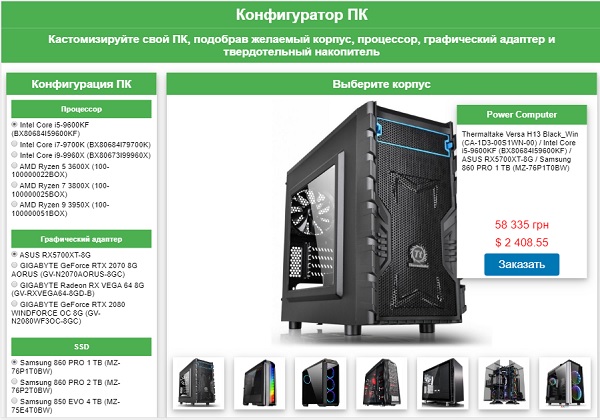 Конфигуратор ПК
Кастомизируйте свой ПК, подобрав желаемый корпус, процессор, графический адаптер и
твердотельный накопитель
Конфигурация ПК
Процессор
Intel Core i5-9600KF
(BX80684I59600KF)
Intel Core i7-9700K (BX80684I79700K)
Intel Core i9-9960X (BX80673I99960X)
AMD Ryzen 5 3600X (100-
100000022BOX)
AMD Ryzen 7 3800X (100-
100000025BOX)
AMD Ryzen 9 3950X (100-
100000051BOX)
Графический адаптер
ASUS RX5700XT-8G
GIGABYTE GeForce RTX 2070 8G
AORUS (GV-N2070AORUS-8GC)
GIGABYTE Radeon RX VEGA 64 8G
(GV-RXVEGA64-8GD-B)
GIGABYTE GeForce RTX 2080
WINDFORCE OC 8G (GV-
N2080WF3OC-8GC)
SSD
Samsung 860 PRO 1 TB (MZ-
76P1T0BW)
Samsung 860 PRO 2 TB (MZ-
76P2T0BW)
Samsung 850 EVO 4 TB (MZ-
75E4T0BW)
Выберите корпус
Power Computer
Thermaltake Versa H13 Black_Win
(CA-1D3-00S1WN-00) / Intel Core
i5-9600KF (BX80684I59600KF) /
ASUS RX5700XT-8G / Samsung
860 PRO 1 TB (MZ-76P1T0BW)
58 335 грн
$ 2 408.55
Заказать